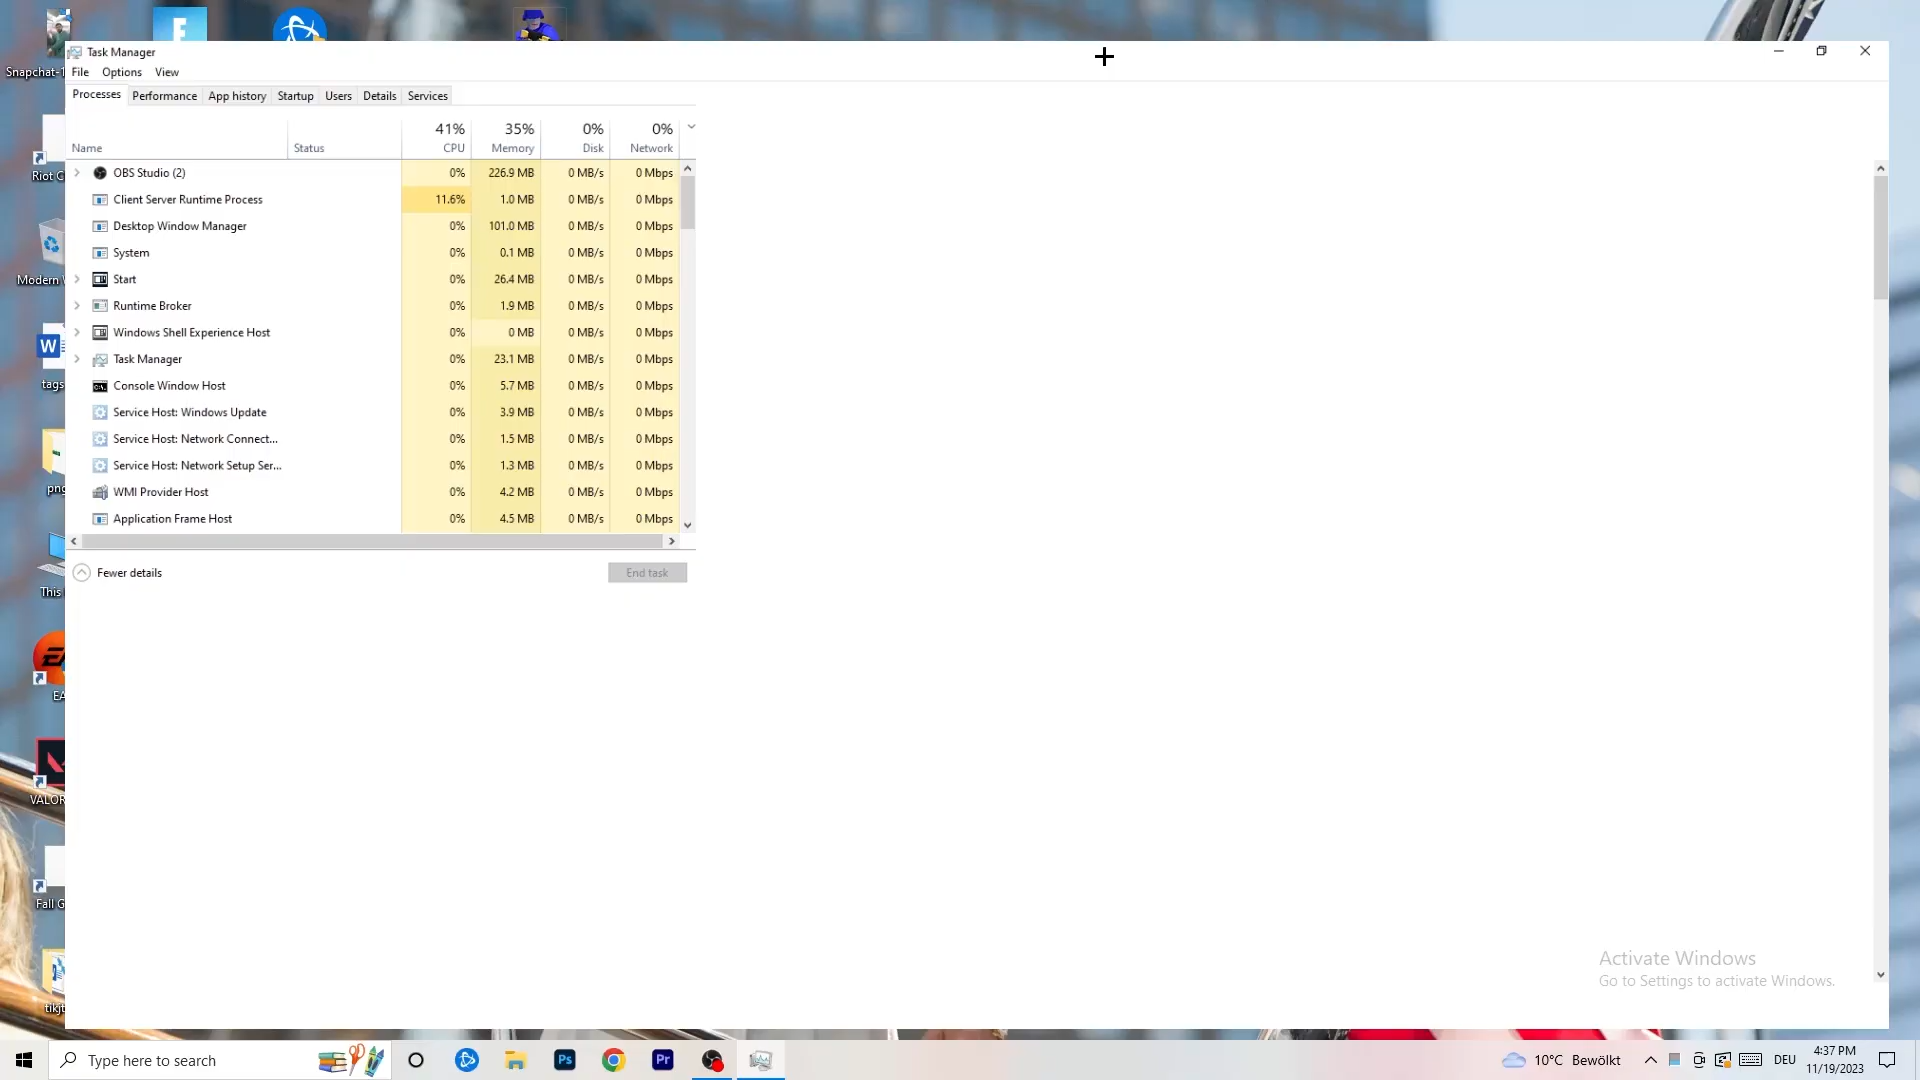 Task Manager
File Options View
Processes Performance App history Startup Users Details Services
41% 35% 0% 0%
Name Status CPU Memory Disk Network
OBS Studio (2) 0% 226.9 MB 0 MB/s 0 Mbps
Client Server Runtime Process 11.6% 1.0 MB 0 MB/s 0 Mbps
Desktop Window Manager 0% 101.0 MB 0 MB/s 0 Mbps
System 0% 0.1 MB 0 MB/s 0 Mbps
Start 0% 26.4 MB 0 MB/s 0 Mbps
Runtime Broker 0% 1.9 MB 0 MB/s 0 Mbps
Windows Shell Experience Host 0% 0 MB 0 MB/s 0 Mbps
Task Manager 0% 23.1 MB 0 MB/s 0 Mbps
Console Window Host 0% 5.7 MB 0 MB/s 0 Mbps
Service Host: Windows Update 0% 3.9 MB 0 MB/s 0 Mbps
Service Host: Network Connect... 0% 1.5 MB 0 MB/s 0 Mbps
Service Host: Network Setup Ser... 0% 1.3 MB 0 MB/s 0 Mbps
WMI Provider Host 0% 4.2 MB 0 MB/s 0 Mbps
Application Frame Host 0% 4.5 MB 0 MB/s 0 Mbps
Fewer details End task
Snapchat-1
Riot C
Modern
W
tags
png
This
EA
VALOR
Fall G
tikjt
Activate Windows
Go to Settings to activate Windows.
Type here to search
Ps
Pr
10°C Bewölkt
DEU
4:37 PM
11/19/2023